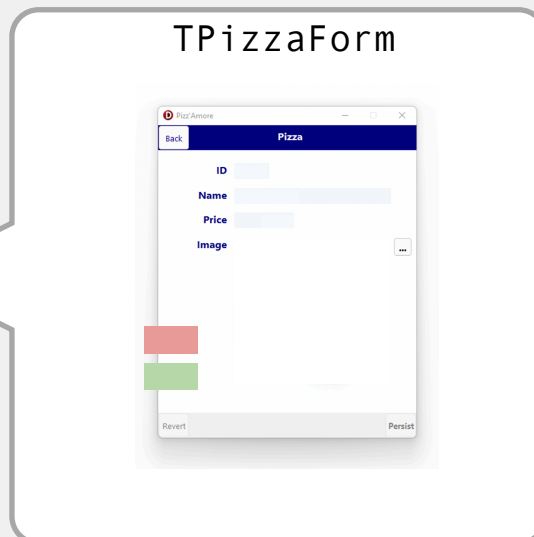 TPizzaForm
Pizz'Amore
Back Pizza
ID
Name
Price
Image ...
Revert Persist